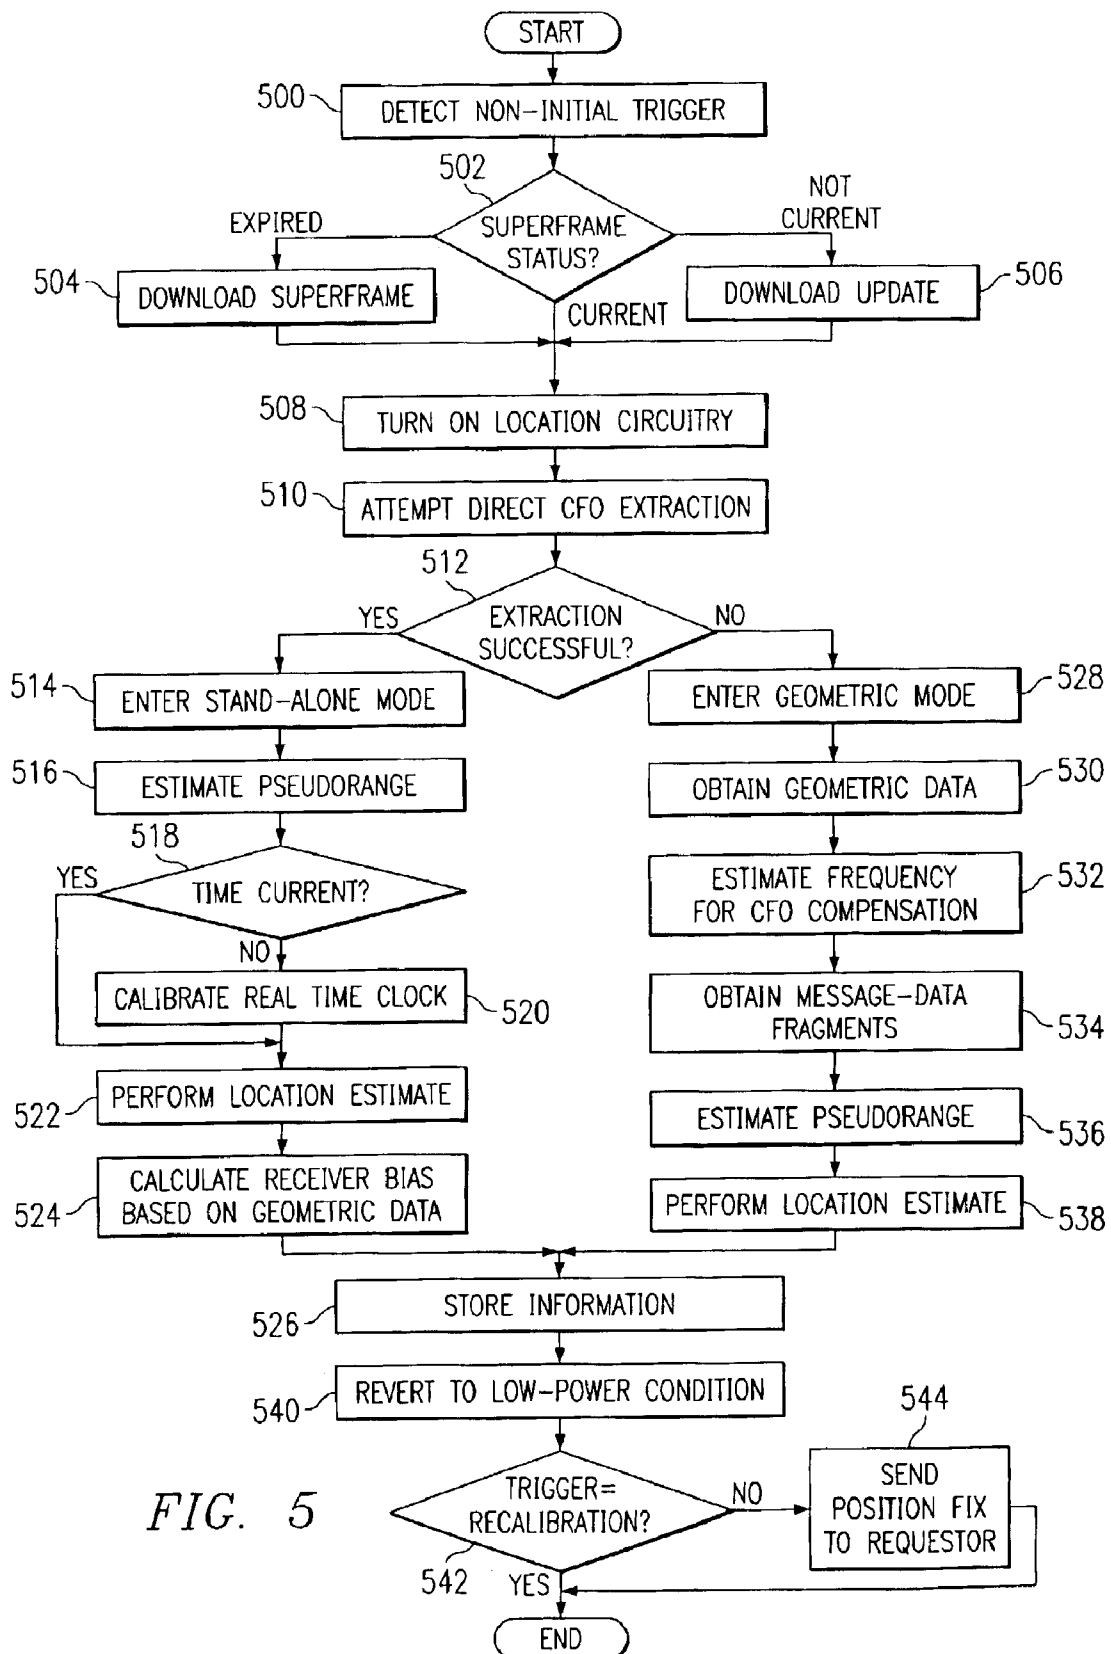 START
500
DETECT NON-INITIAL TRIGGER
502
NOT
CURRENT
EXPIRED
SUPERFRAME
STATUS?
504
DOWNLOAD SUPERFRAME
DOWNLOAD UPDATE
506
CURRENT
508
TURN ON LOCATION CIRCUITRY
510
ATTEMPT DIRECT CFO EXTRACTION
512
YES
EXTRACTION
SUCCESSFUL?
NO
514
ENTER STAND-ALONE MODE
ENTER GEOMETRIC MODE
528
516
ESTIMATE PSEUDORANGE
OBTAIN GEOMETRIC DATA
530
518
YES
TIME CURRENT?
ESTIMATE FREQUENCY
FOR CFO COMPENSATION
532
NO
CALIBRATE REAL TIME CLOCK
520
OBTAIN MESSAGE-DATA
FRAGMENTS
534
522
PERFORM LOCATION ESTIMATE
ESTIMATE PSEUDORANGE
536
524
CALCULATE RECEIVER BIAS
BASED ON GEOMETRIC DATA
PERFORM LOCATION ESTIMATE
538
526
STORE INFORMATION
540
REVERT TO LOW-POWER CONDITION
544
TRIGGER=
RECALIBRATION?
NO
SEND
POSITION FIX
TO REQUESTOR
FIG. 5
542
YES
END